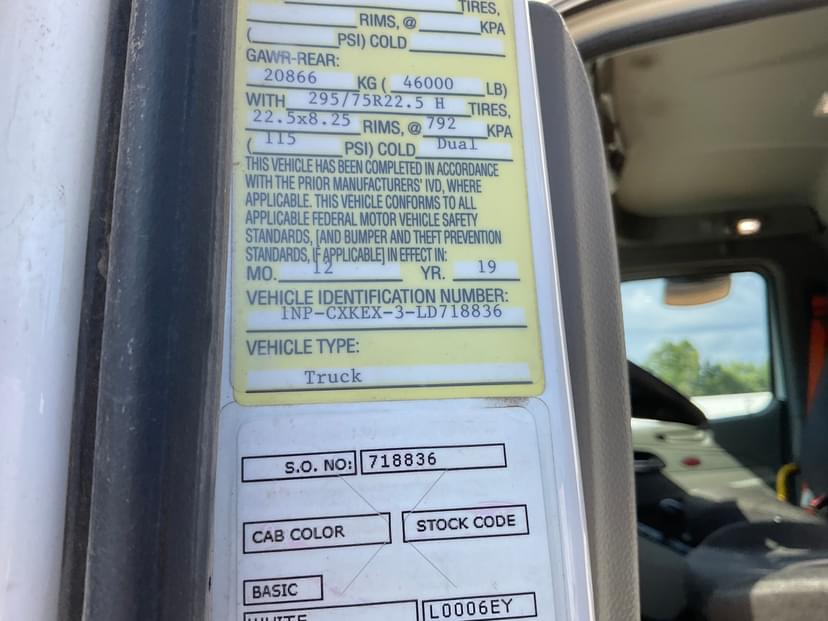 TIRES,
RIMS, @ KPA
( PSI) COLD
GAWR-REAR:
20866 KG ( 46000 LB)
WITH 295/75R22.5 H TIRES,
22.5x8.25 RIMS, @ 792 KPA
( 115 PSI) COLD Dual
THIS VEHICLE HAS BEEN COMPLETED IN ACCORDANCE
WITH THE PRIOR MANUFACTURERS' IVD, WHERE
APPLICABLE. THIS VEHICLE CONFORMS TO ALL
APPLICABLE FEDERAL MOTOR VEHICLE SAFETY
STANDARDS, [AND BUMPER AND THEFT PREVENTION
STANDARDS, IF APPLICABLE] IN EFFECT IN:
MO. 12 YR. 19
VEHICLE IDENTIFICATION NUMBER:
1NP-CXKEX-3-LD718836
VEHICLE TYPE:
Truck
S.O. NO: 718836
CAB COLOR STOCK CODE
BASIC
WHITE L0006EY